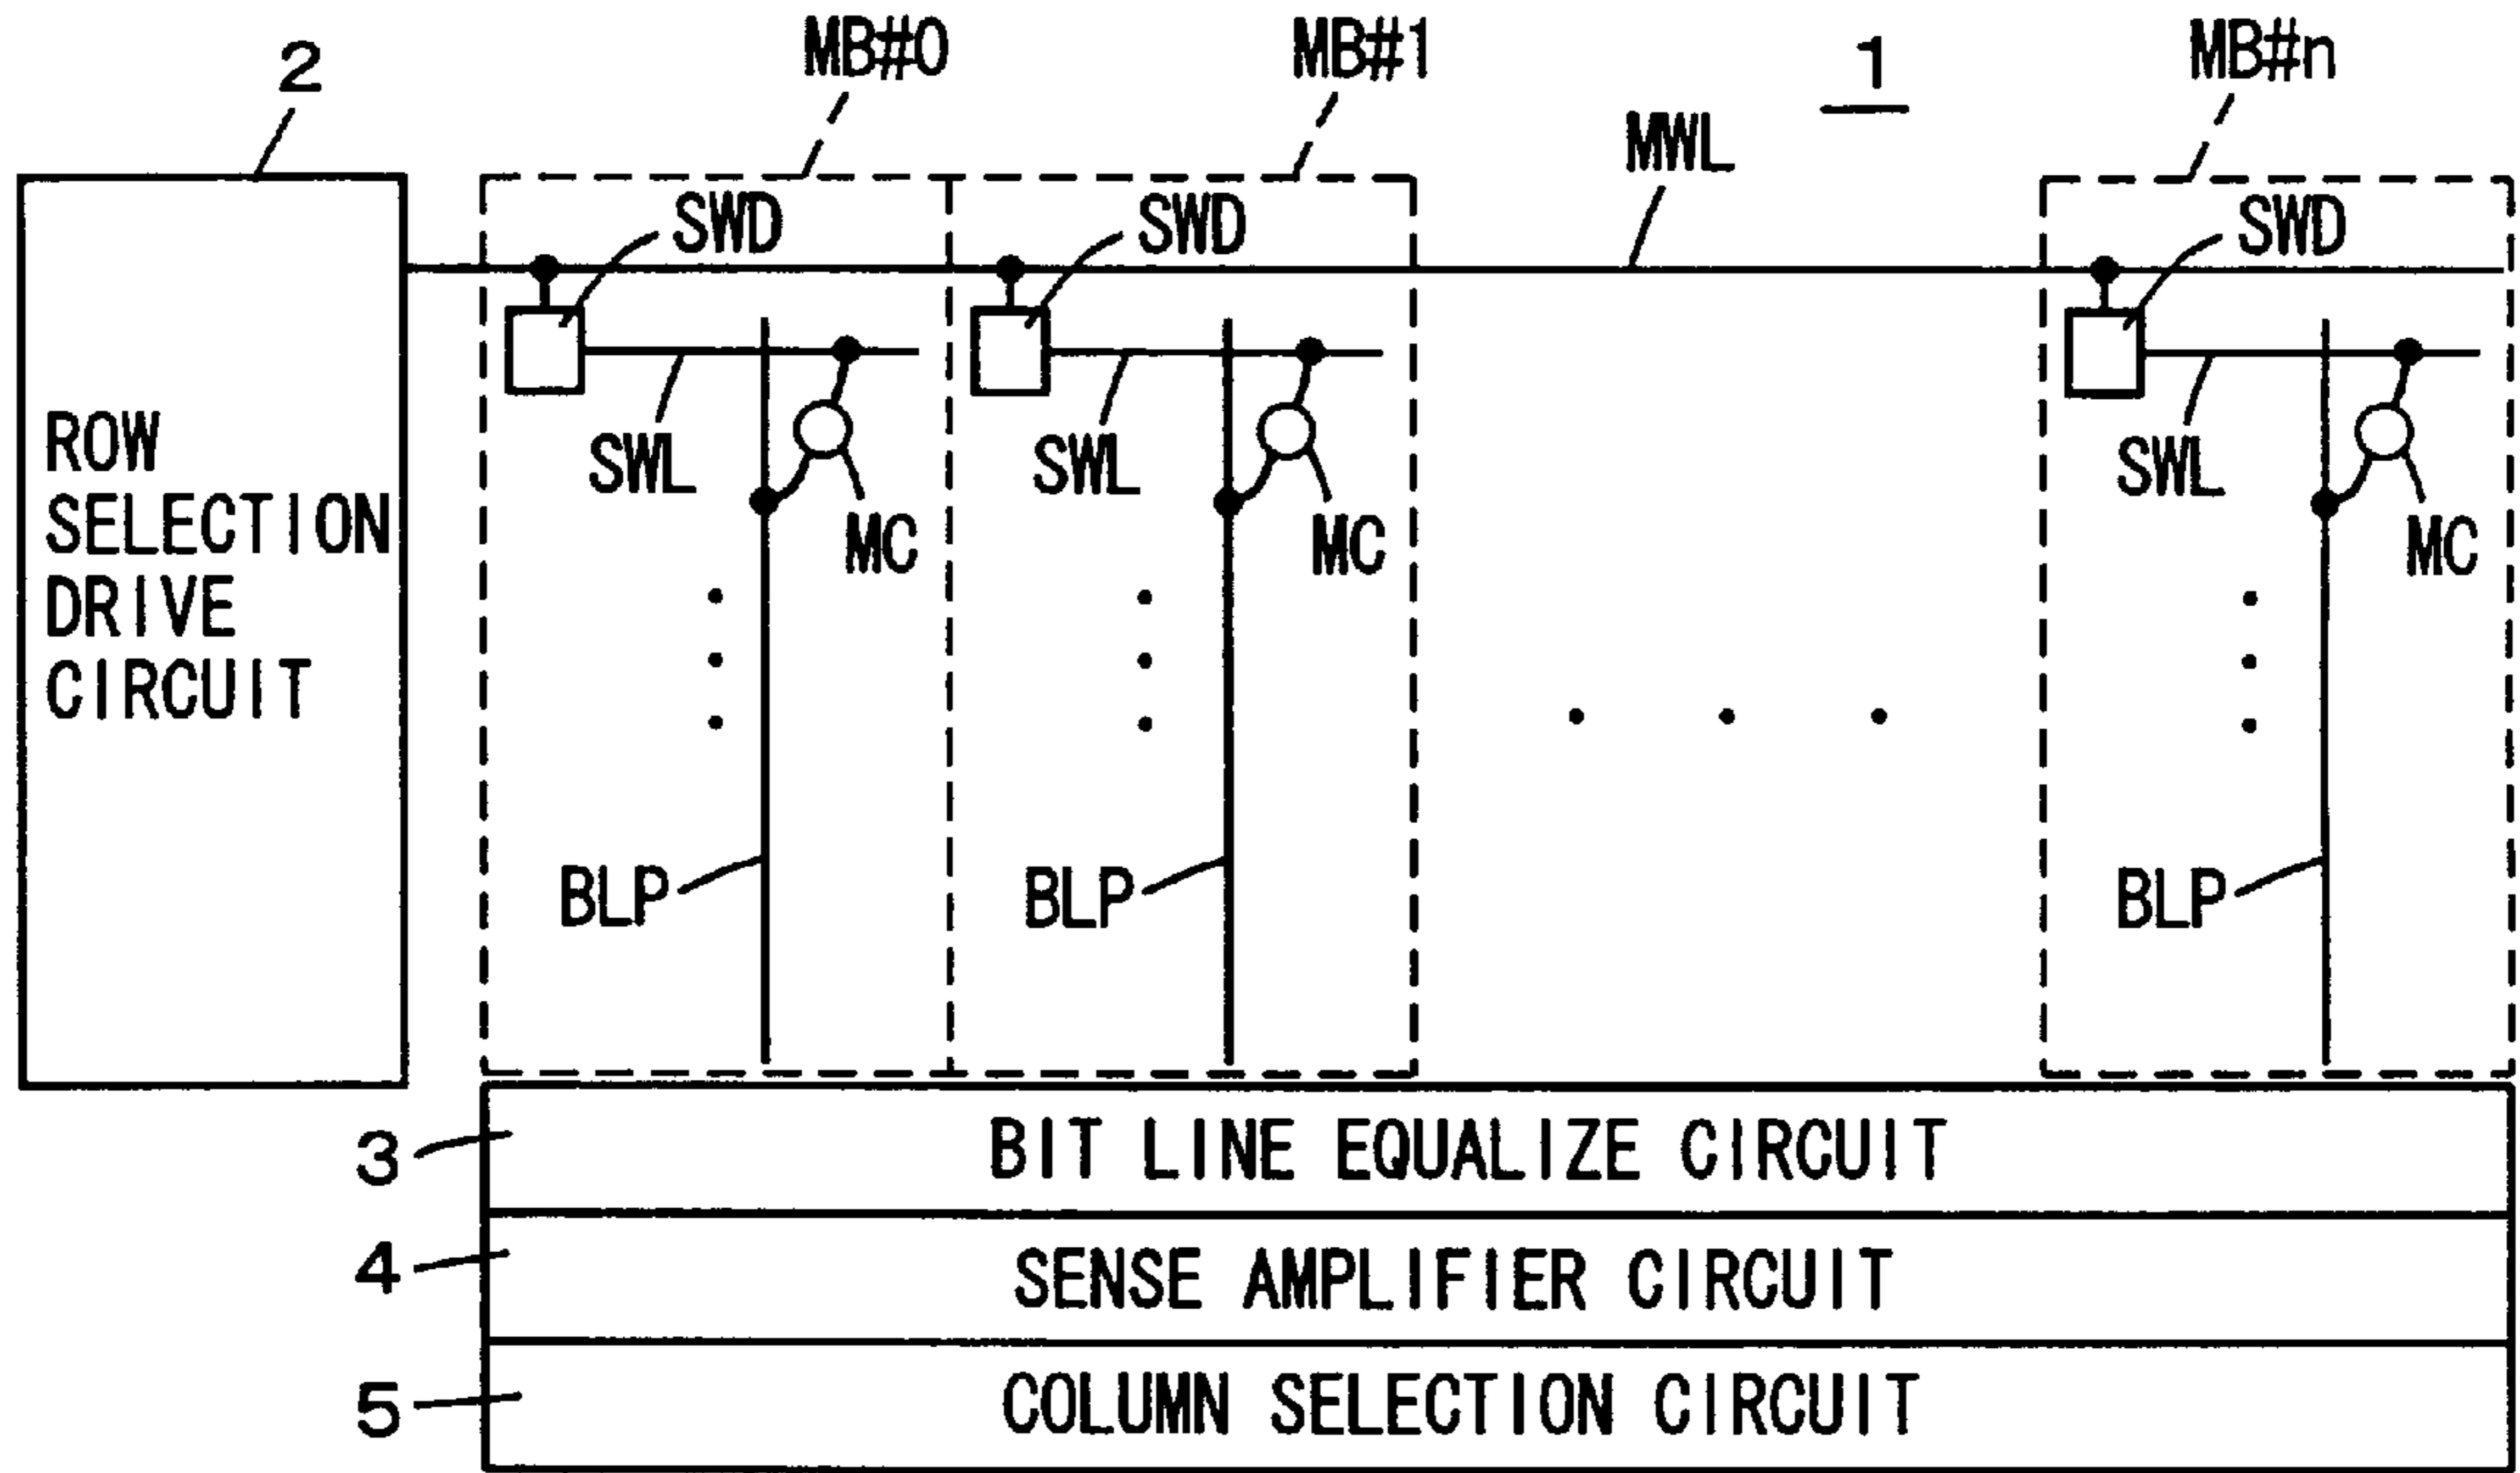 2
MB#0
MB#1
1
MB#n
MWL
SWD
SWD
SWD
ROW
SELECTION
DRIVE
CIRCUIT
SWL
SWL
SWL
MC
MC
MC
BLP
BLP
BLP
3
BIT LINE EQUALIZE CIRCUIT
4
SENSE AMPLIFIER CIRCUIT
5
COLUMN SELECTION CIRCUIT